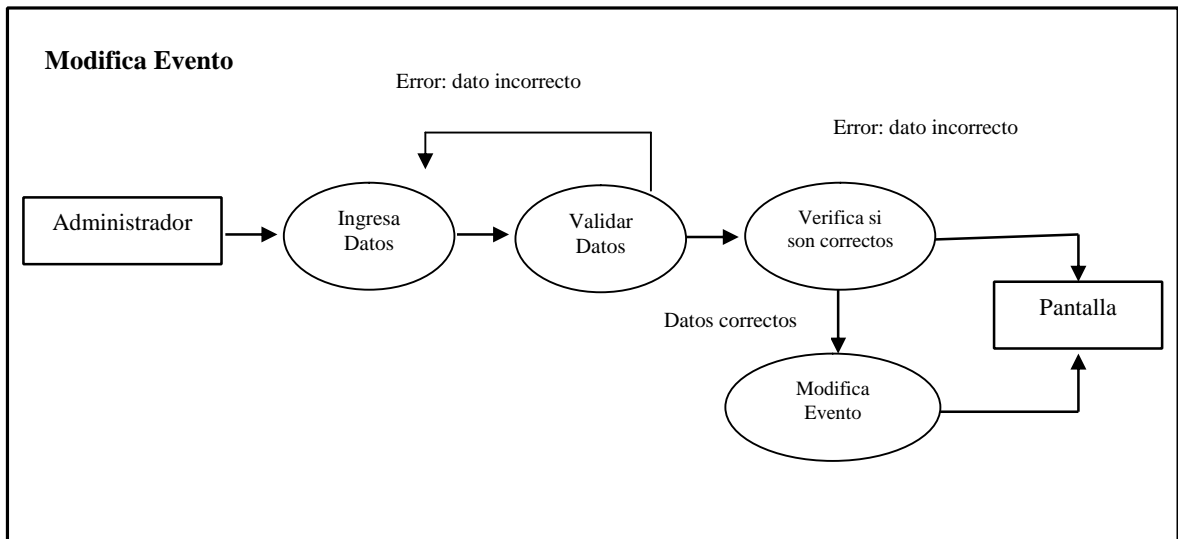 Modifica Evento
Error: dato incorrecto
Error: dato incorrecto
Administrador
Ingresa
Datos
Validar
Datos
Verifica si
son correctos
Pantalla
Datos correctos
Modifica
Evento